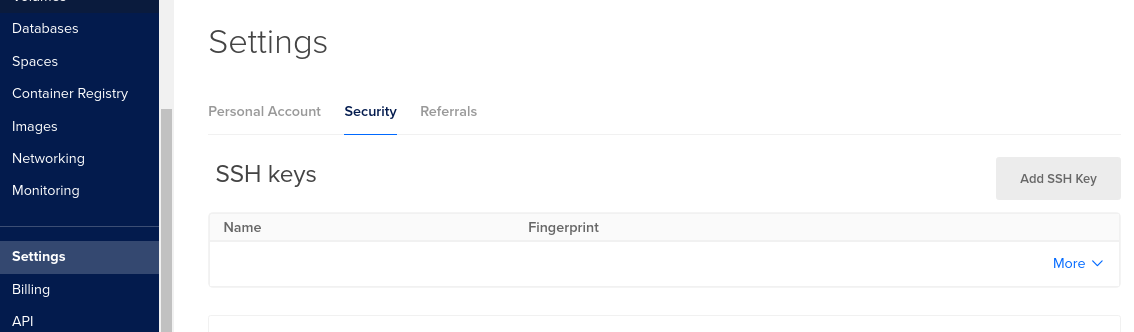 Volumes
Databases
Spaces
Container Registry
Images
Networking
Monitoring
Settings
Billing
API
Settings
Personal Account Security Referrals
SSH keys
Add SSH Key
Name Fingerprint
More